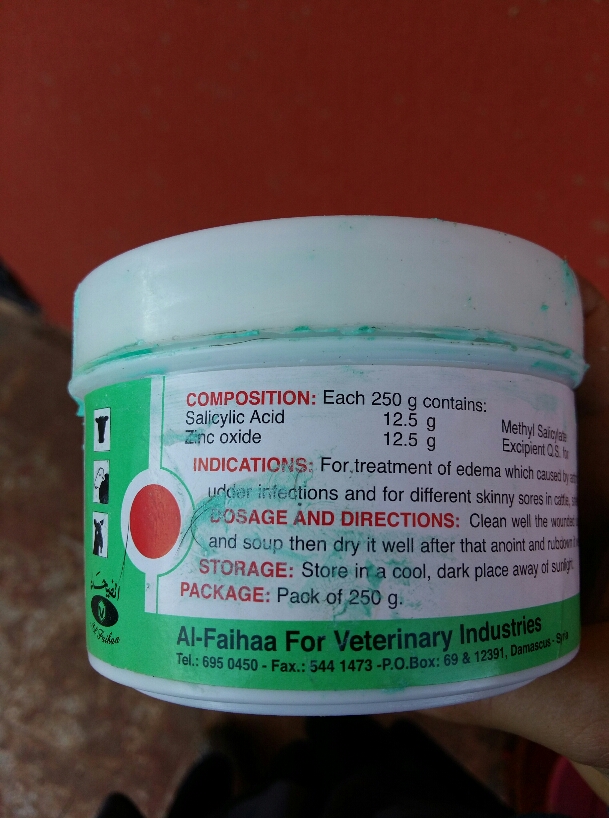 COMPOSITION: Each 250 g contains:
Salicylic Acid 12.5 g Methyl Salicylate
Zinc oxide 12.5 g Excipient Q.S. for
INDICATIONS: For treatment of edema which caused by
udder infections and for different skinny sores in cattle,
DOSAGE AND DIRECTIONS: Clean well the wounded
and soup then dry it well after that anoint and rubdown
STORAGE: Store in a cool, dark place away of sunlight.
PACKAGE: Pack of 250 g.
الفيحاء
Al-Faihaa
Al-Faihaa For Veterinary Industries
Tel.: 695 0450 - Fax.: 544 1473 -P.O.Box: 69 & 12391, Damascus - Syria